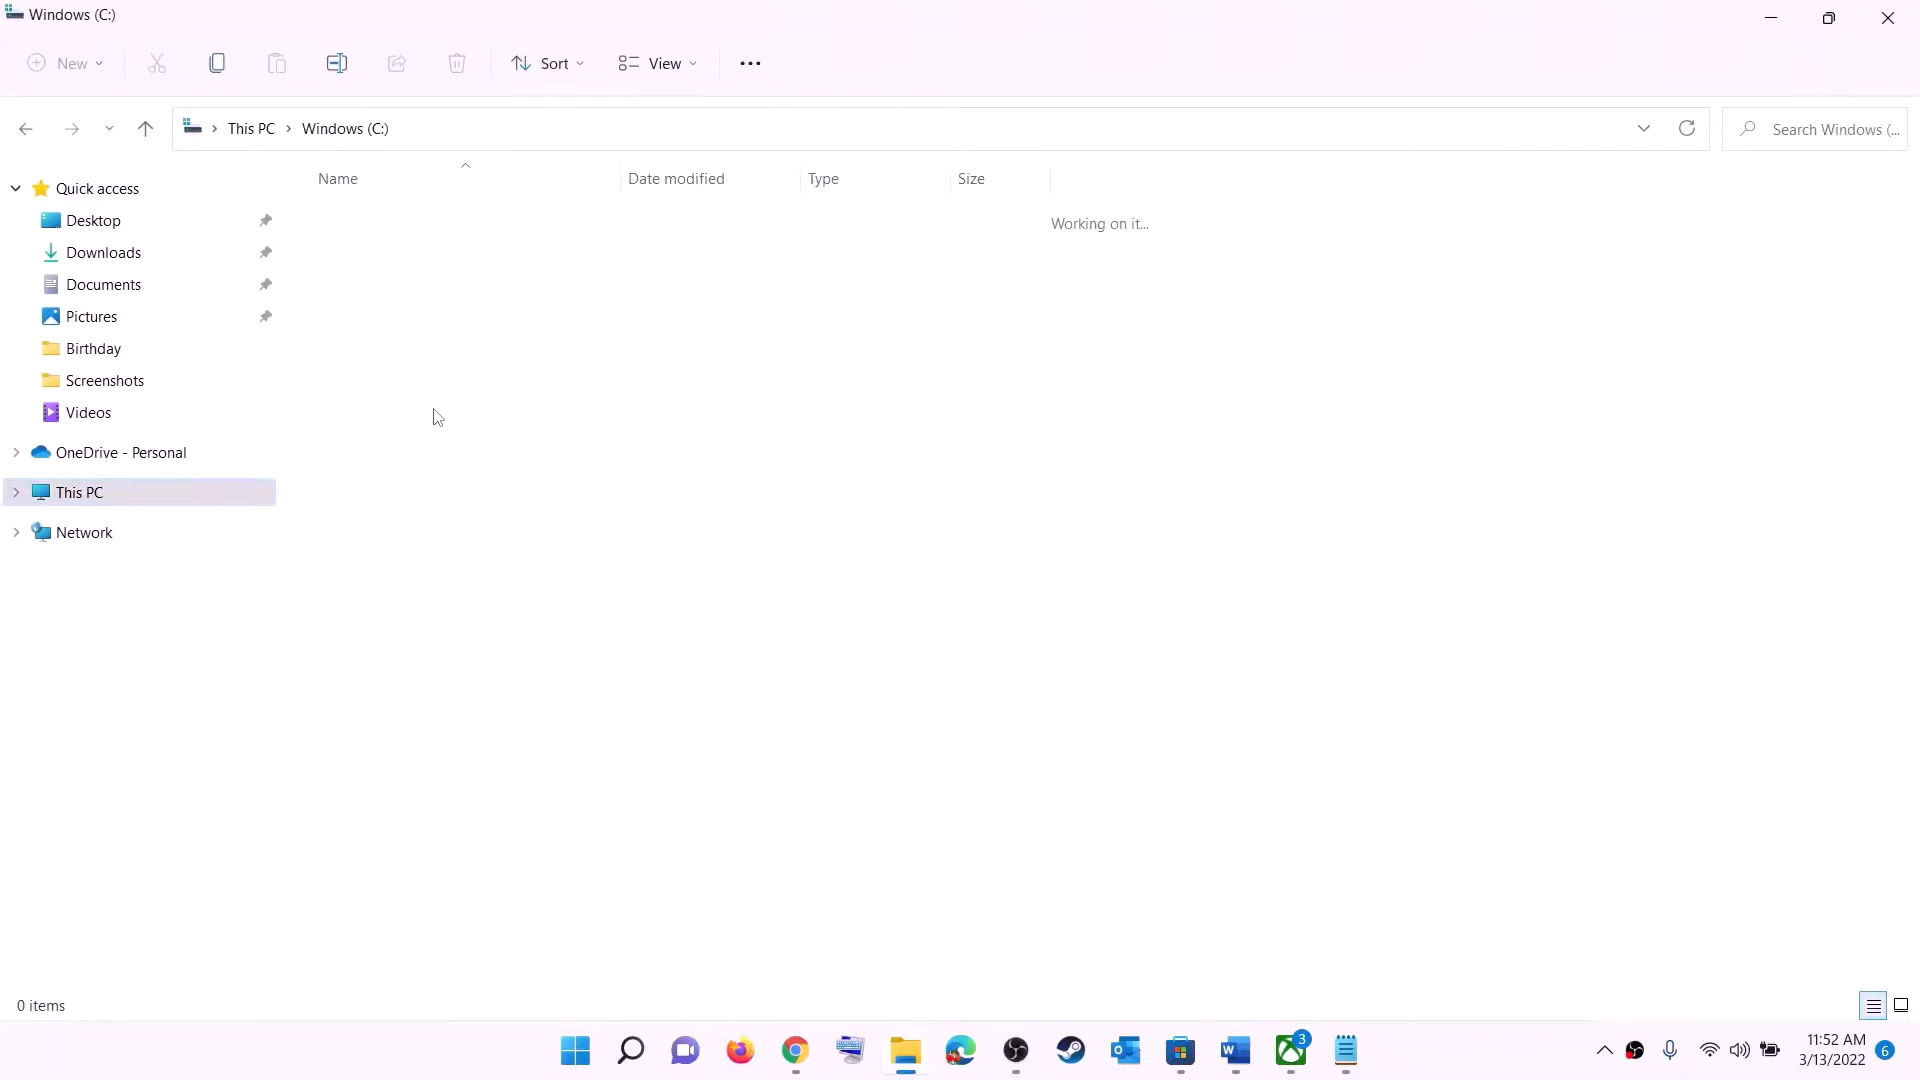 Windows (C:)
New
Sort
View
This PC
Windows (C:)
Search Windows (...
Name
Date modified
Type
Size
Working on it...
Quick access
Desktop
Downloads
Documents
Pictures
Birthday
Screenshots
Videos
OneDrive - Personal
This PC
Network
0 items
3
11:52 AM
3/13/2022
6